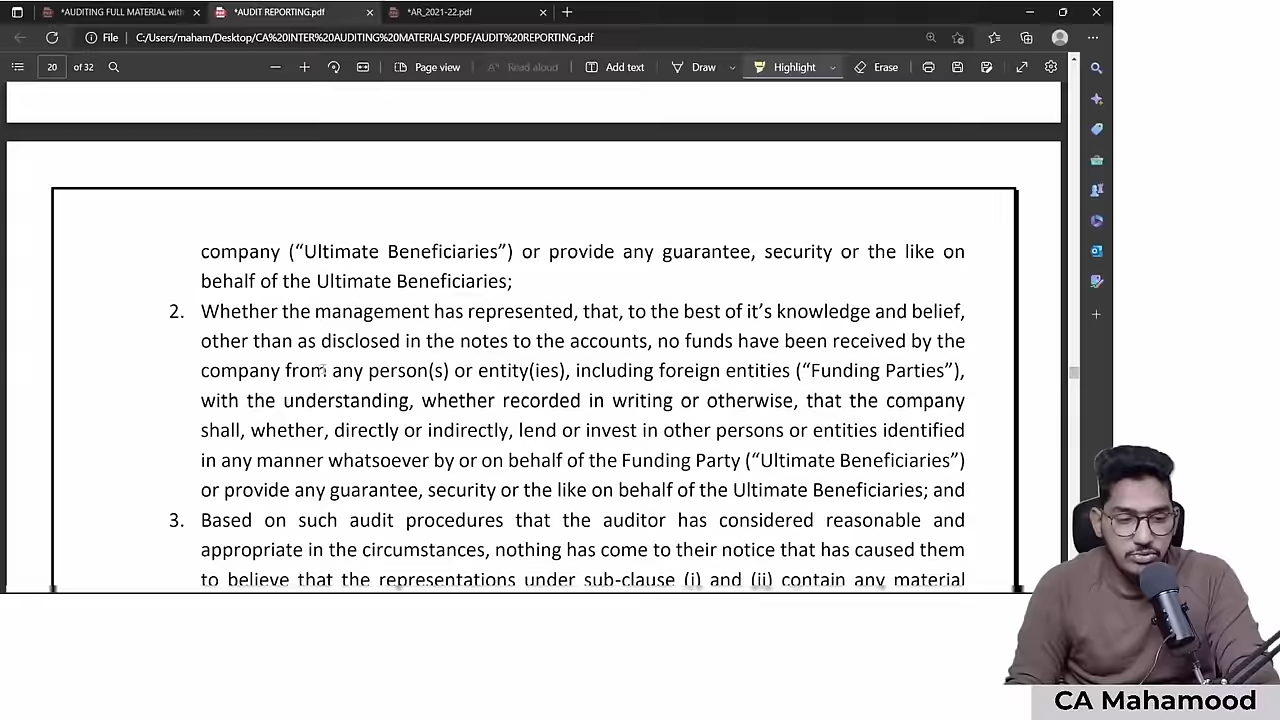 *AUDITING FULL MATERIAL with
*AUDIT REPORTING.pdf
*AR_2021-22.pdf
File
C:/Users/maham/Desktop/CA%20INTER%20AUDITING%20MATERIALS/PDF/AUDIT%20REPORTING.pdf
20 of 32
Page view
Read aloud
Add text
Draw
Highlight
Erase
company (“Ultimate Beneficiaries”) or provide any guarantee, security or the like on
behalf of the Ultimate Beneficiaries;
2. Whether the management has represented, that, to the best of it’s knowledge and belief,
other than as disclosed in the notes to the accounts, no funds have been received by the
company from any person(s) or entity(ies), including foreign entities (“Funding Parties”),
with the understanding, whether recorded in writing or otherwise, that the company
shall, whether, directly or indirectly, lend or invest in other persons or entities identified
in any manner whatsoever by or on behalf of the Funding Party (“Ultimate Beneficiaries”)
or provide any guarantee, security or the like on behalf of the Ultimate Beneficiaries; and
3. Based on such audit procedures that the auditor has considered reasonable and
appropriate in the circumstances, nothing has come to their notice that has caused them
to believe that the representations under sub-clause (i) and (ii) contain any material
CA Mahamood